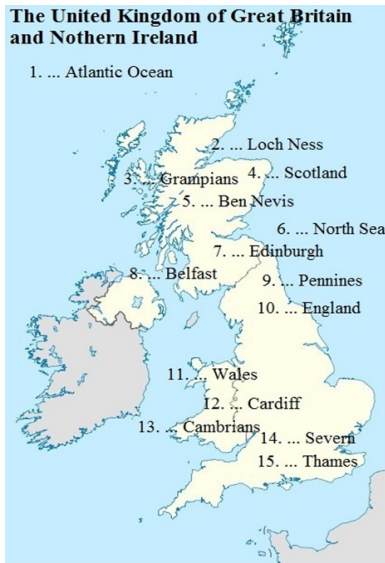 The United Kingdom of Great Britain
and Nothern Ireland
1. ... Atlantic Ocean
2. ... Loch Ness
3. ... Grampians
4. ... Scotland
5. ... Ben Nevis
6. ... North Sea
7. ... Edinburgh
8. ... Belfast
9. ... Pennines
10. ... England
11. ... Wales
12. ... Cardiff
13. ... Cambrians
14. ... Severn
15. ... Thames